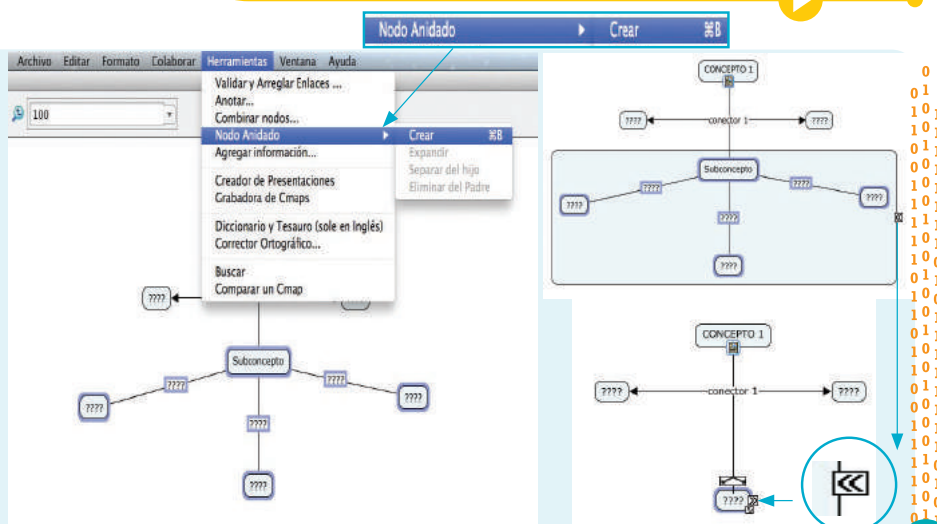 Nodo Anidado Crear ⌘B
Archivo Editar Formato Colaborar Herramientas Ventana Ayuda
100
Validar y Arreglar Enlaces ...
Anotar...
Combinar nodos...
Nodo Anidado Crear ⌘B
Expandir
Separar del hijo
Eliminar del Padre
Agregar información...
Creador de Presentaciones
Grabadora de Cmaps
Diccionario y Tesauro (sole en Inglés)
Corrector Ortográfico...
Buscar
Comparar un Cmap
????
Subconcepto
????
????
????
????
????
????
CONCEPTO 1
???? conector 1 ????
Subconcepto
????
????
????
????
????
????
CONCEPTO 1
???? conector 1 ????
????